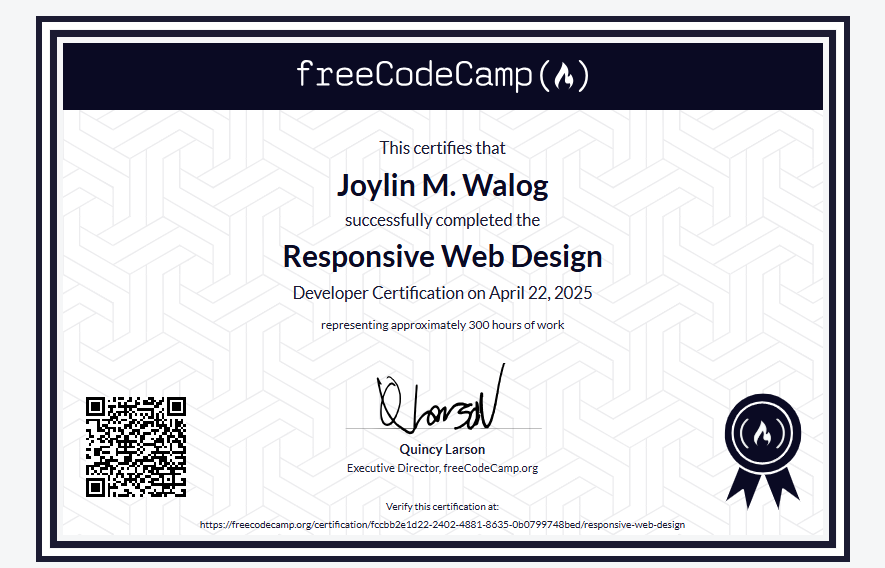 freeCodeCamp
This certifies that
Joylin M. Walog
successfully completed the
Responsive Web Design
Developer Certification on April 22, 2025
representing approximately 300 hours of work
Quincy Larson
Executive Director, freeCodeCamp.org
Verify this certification at:
https://freecodecamp.org/certification/fccbb2e1d22-2402-4881-8635-0b0799748bed/responsive-web-design